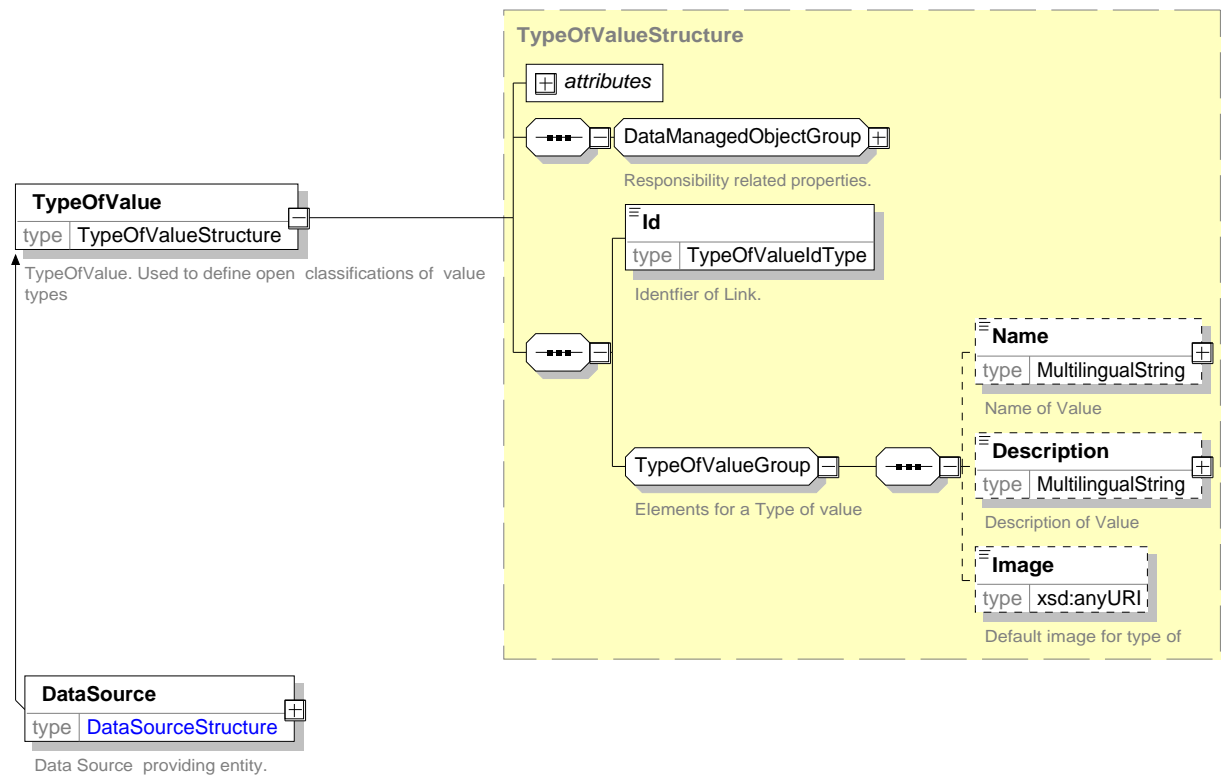 TypeOfValueStructure
attributes
DataManagedObjectGroup
Responsibility related properties.
TypeOfValue
type TypeOfValueStructure
TypeOfValue. Used to define open classifications of value
types
Id
type TypeOfValueIdType
Identfier of Link.
Name
type MultilingualString
Name of Value
TypeOfValueGroup
Elements for a Type of value
Description
type MultilingualString
Description of Value
Image
type xsd:anyURI
Default image for type of
DataSource
type DataSourceStructure
Data Source providing entity.